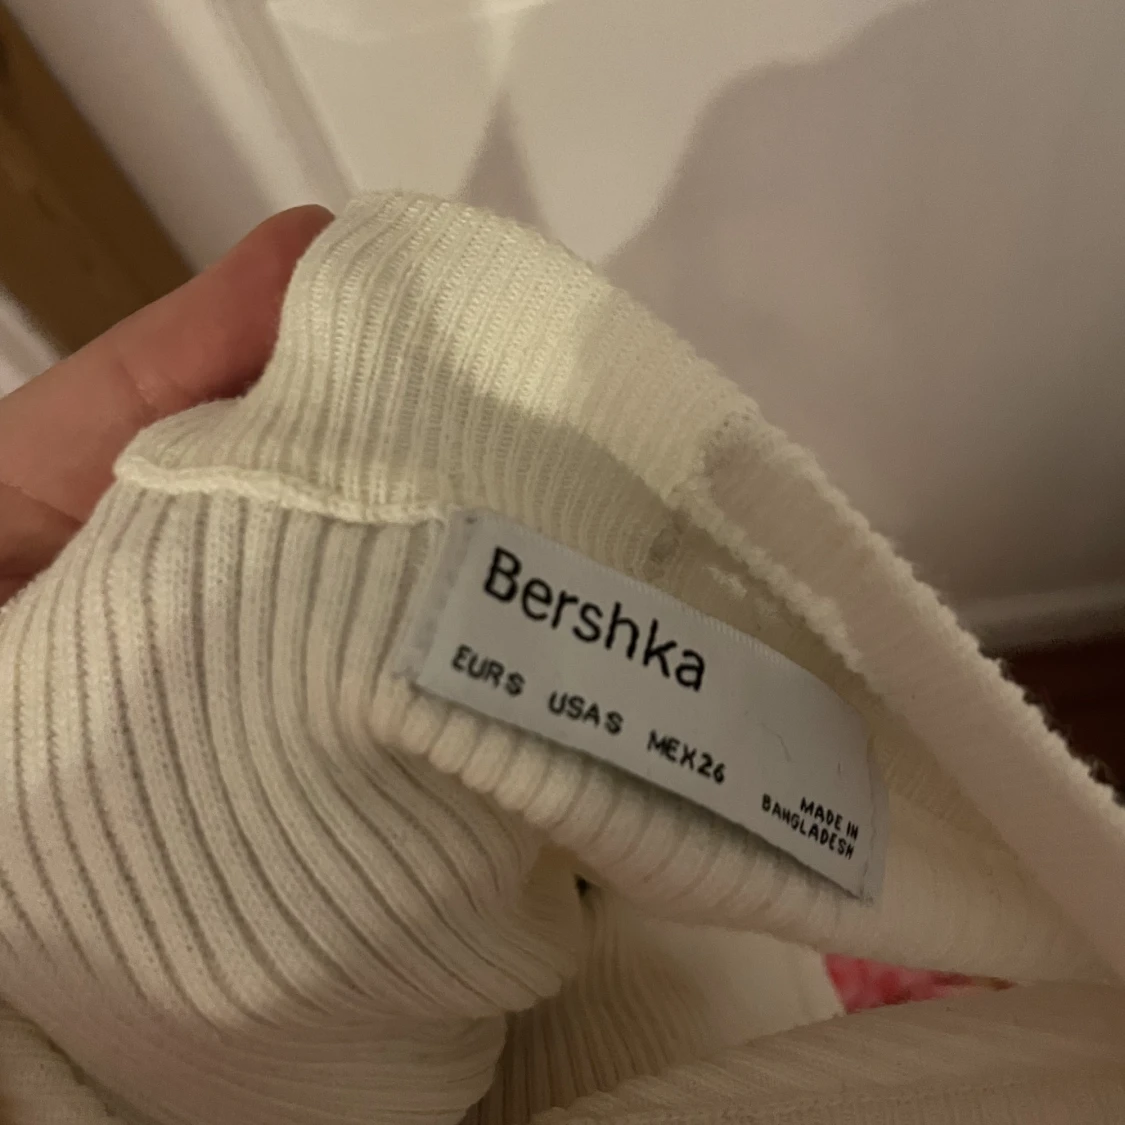 Bershka
EUR S USA S MEX 26
MADE IN
BANGLADESH